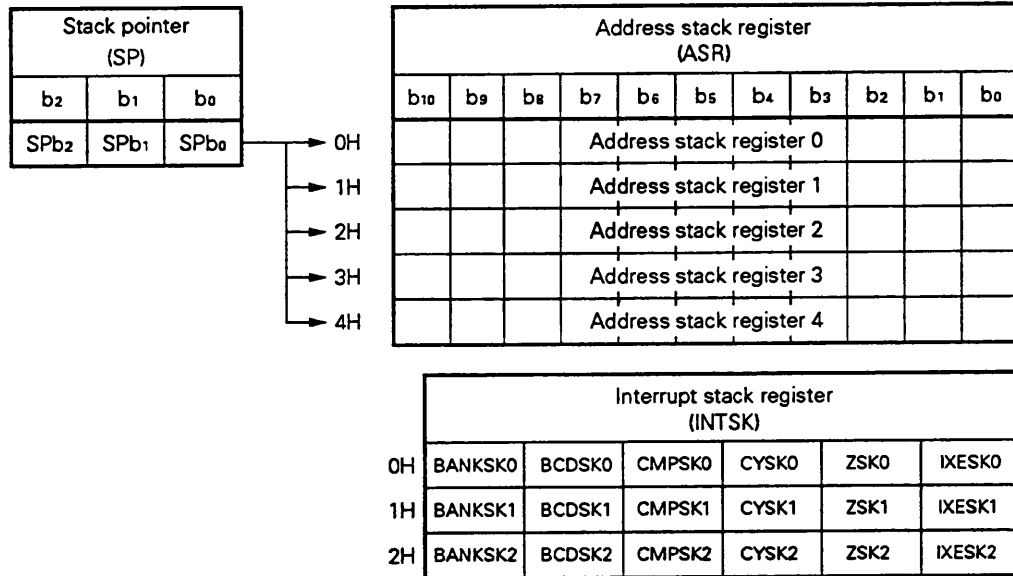 Stack pointer
(SP)
b2 b1 b0
SPb2 SPb1 SPb0
Address stack register
(ASR)
b10 b9 b8 b7 b6 b5 b4 b3 b2 b1 b0
0H Address stack register 0
1H Address stack register 1
2H Address stack register 2
3H Address stack register 3
4H Address stack register 4
Interrupt stack register
(INTSK)
0H BANKSK0 BCDSK0 CMPSK0 CYSK0 ZSK0 IXESK0
1H BANKSK1 BCDSK1 CMPSK1 CYSK1 ZSK1 IXESK1
2H BANKSK2 BCDSK2 CMPSK2 CYSK2 ZSK2 IXESK2